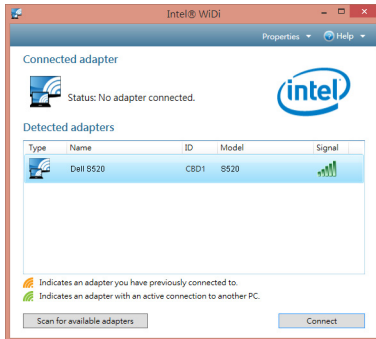 Intel® WiDi
Properties Help
Connected adapter
Status: No adapter connected.
intel
Detected adapters
Type Name ID Model Signal
Dell S520 CBD1 S520
Indicates an adapter you have previously connected to.
Indicates an adapter with an active connection to another PC.
Scan for available adapters Connect